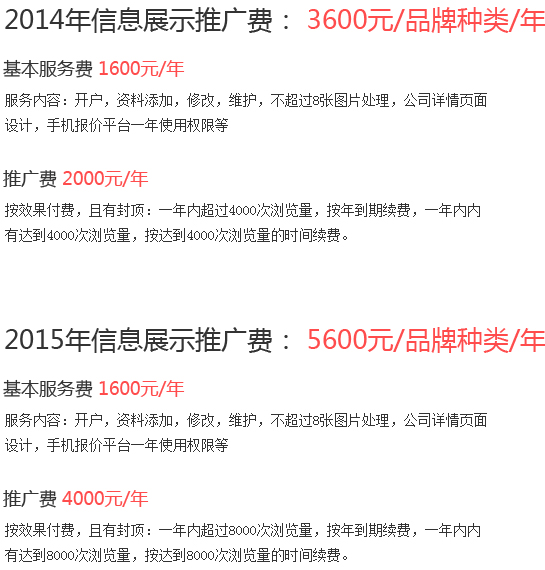 2014年信息展示推广费： 3600元/品牌种类/年
基本服务费 1600元/年
服务内容：开户，资料添加，修改，维护，不超过8张图片处理，公司详情页面
设计，手机报价平台一年使用权限等
推广费 2000元/年
按效果付费，且有封顶：一年内超过4000次浏览量，按年到期续费，一年内内
有达到4000次浏览量，按达到4000次浏览量的时间续费。
2015年信息展示推广费： 5600元/品牌种类/年
基本服务费 1600元/年
服务内容：开户，资料添加，修改，维护，不超过8张图片处理，公司详情页面
设计，手机报价平台一年使用权限等
推广费 4000元/年
按效果付费，且有封顶：一年内超过8000次浏览量，按年到期续费，一年内内
有达到8000次浏览量，按达到8000次浏览量的时间续费。